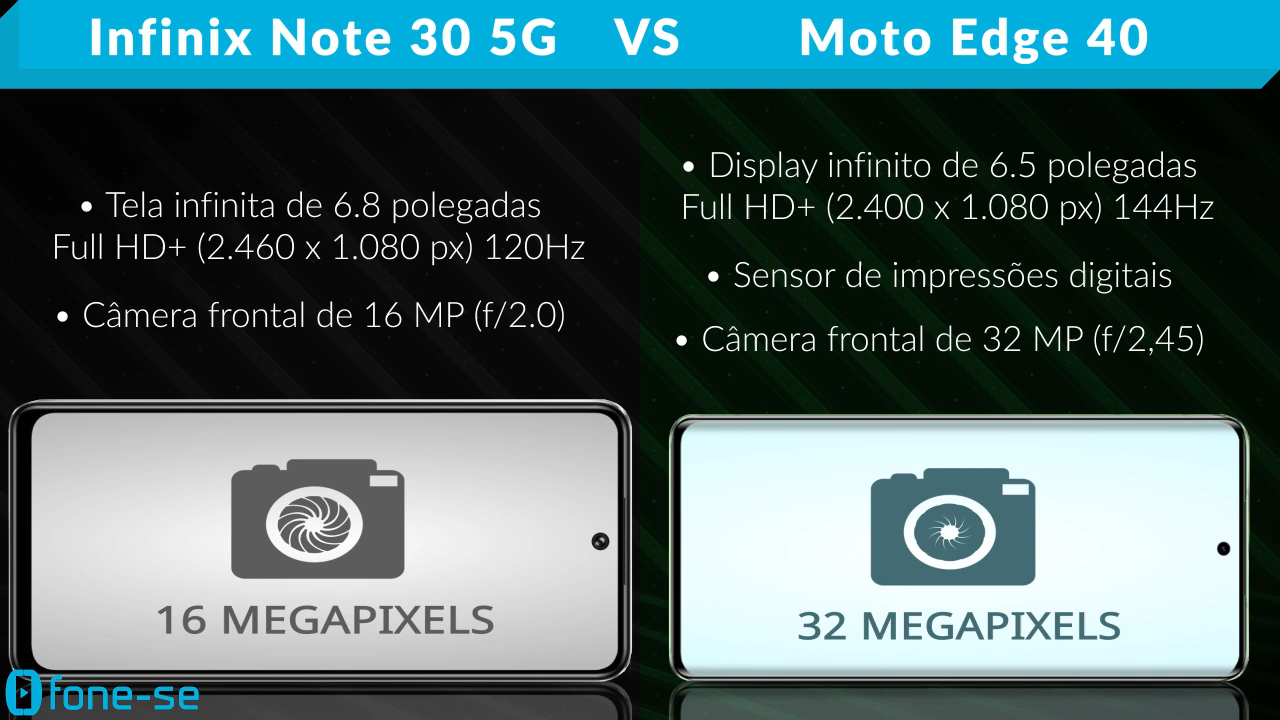 Infinix Note 30 5G VS Moto Edge 40
• Tela infinita de 6.8 polegadas
Full HD+ (2.460 x 1.080 px) 120Hz
• Câmera frontal de 16 MP (f/2.0)
16 MEGAPIXELS
• Display infinito de 6.5 polegadas
Full HD+ (2.400 x 1.080 px) 144Hz
• Sensor de impressões digitais
• Câmera frontal de 32 MP (f/2,45)
32 MEGAPIXELS
fone-se